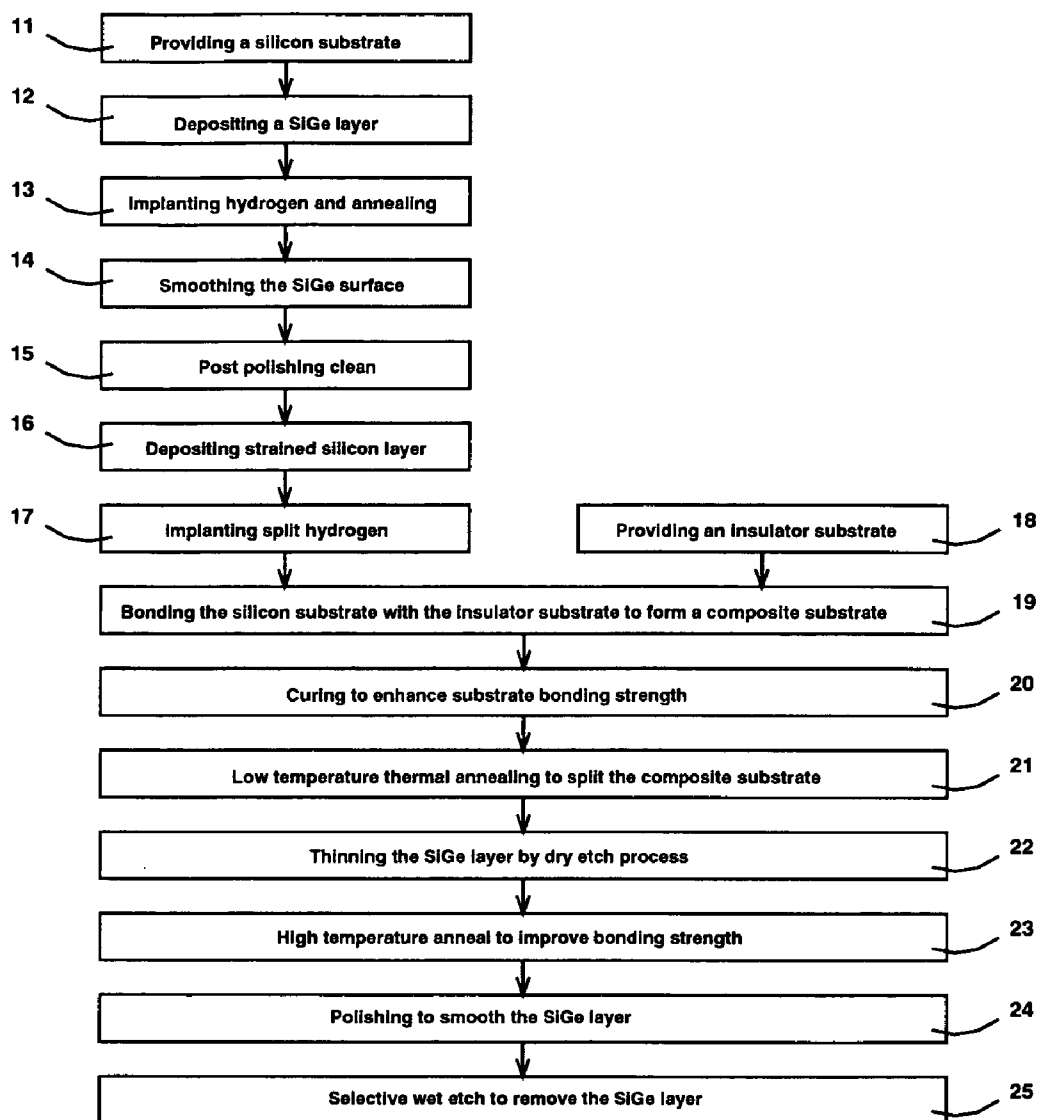 11 Providing a silicon substrate
12 Depositing a SiGe layer
13 Implanting hydrogen and annealing
14 Smoothing the SiGe surface
15 Post polishing clean
16 Depositing strained silicon layer
17 Implanting split hydrogen
Providing an insulator substrate 18
Bonding the silicon substrate with the insulator substrate to form a composite substrate 19
Curing to enhance substrate bonding strength 20
Low temperature thermal annealing to split the composite substrate 21
Thinning the SiGe layer by dry etch process 22
High temperature anneal to improve bonding strength 23
Polishing to smooth the SiGe layer 24
Selective wet etch to remove the SiGe layer 25